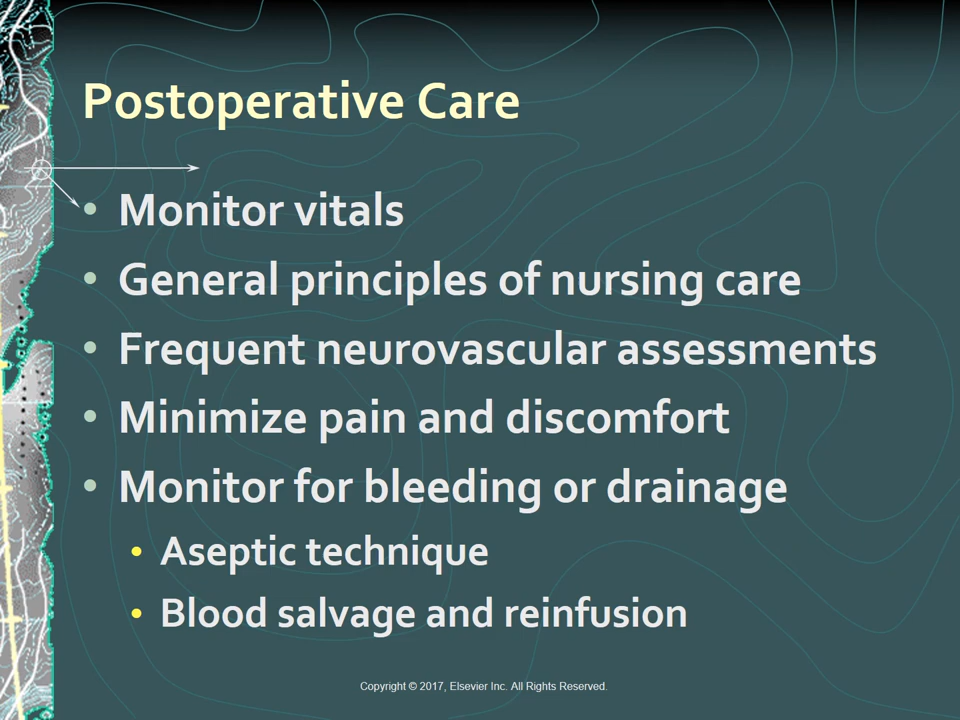 Postoperative Care
• Monitor vitals
• General principles of nursing care
• Frequent neurovascular assessments
• Minimize pain and discomfort
• Monitor for bleeding or drainage
• Aseptic technique
• Blood salvage and reinfusion
Copyright © 2017, Elsevier Inc. All Rights Reserved.